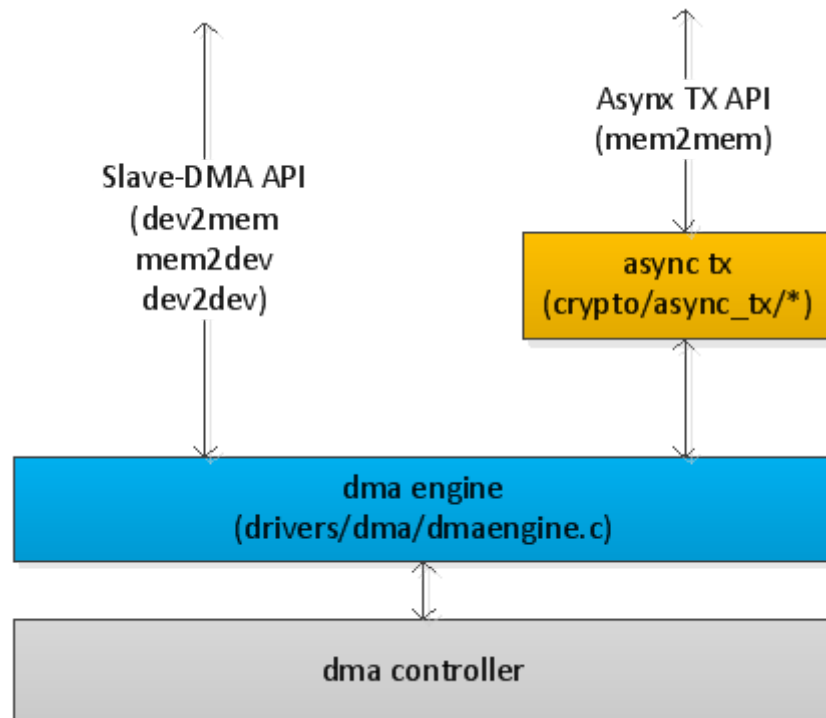 Asynx TX API
(mem2mem)
Slave-DMA API
(dev2mem
mem2dev
dev2dev)
async tx
(crypto/async_tx/*)
dma engine
(drivers/dma/dmaengine.c)
dma controller